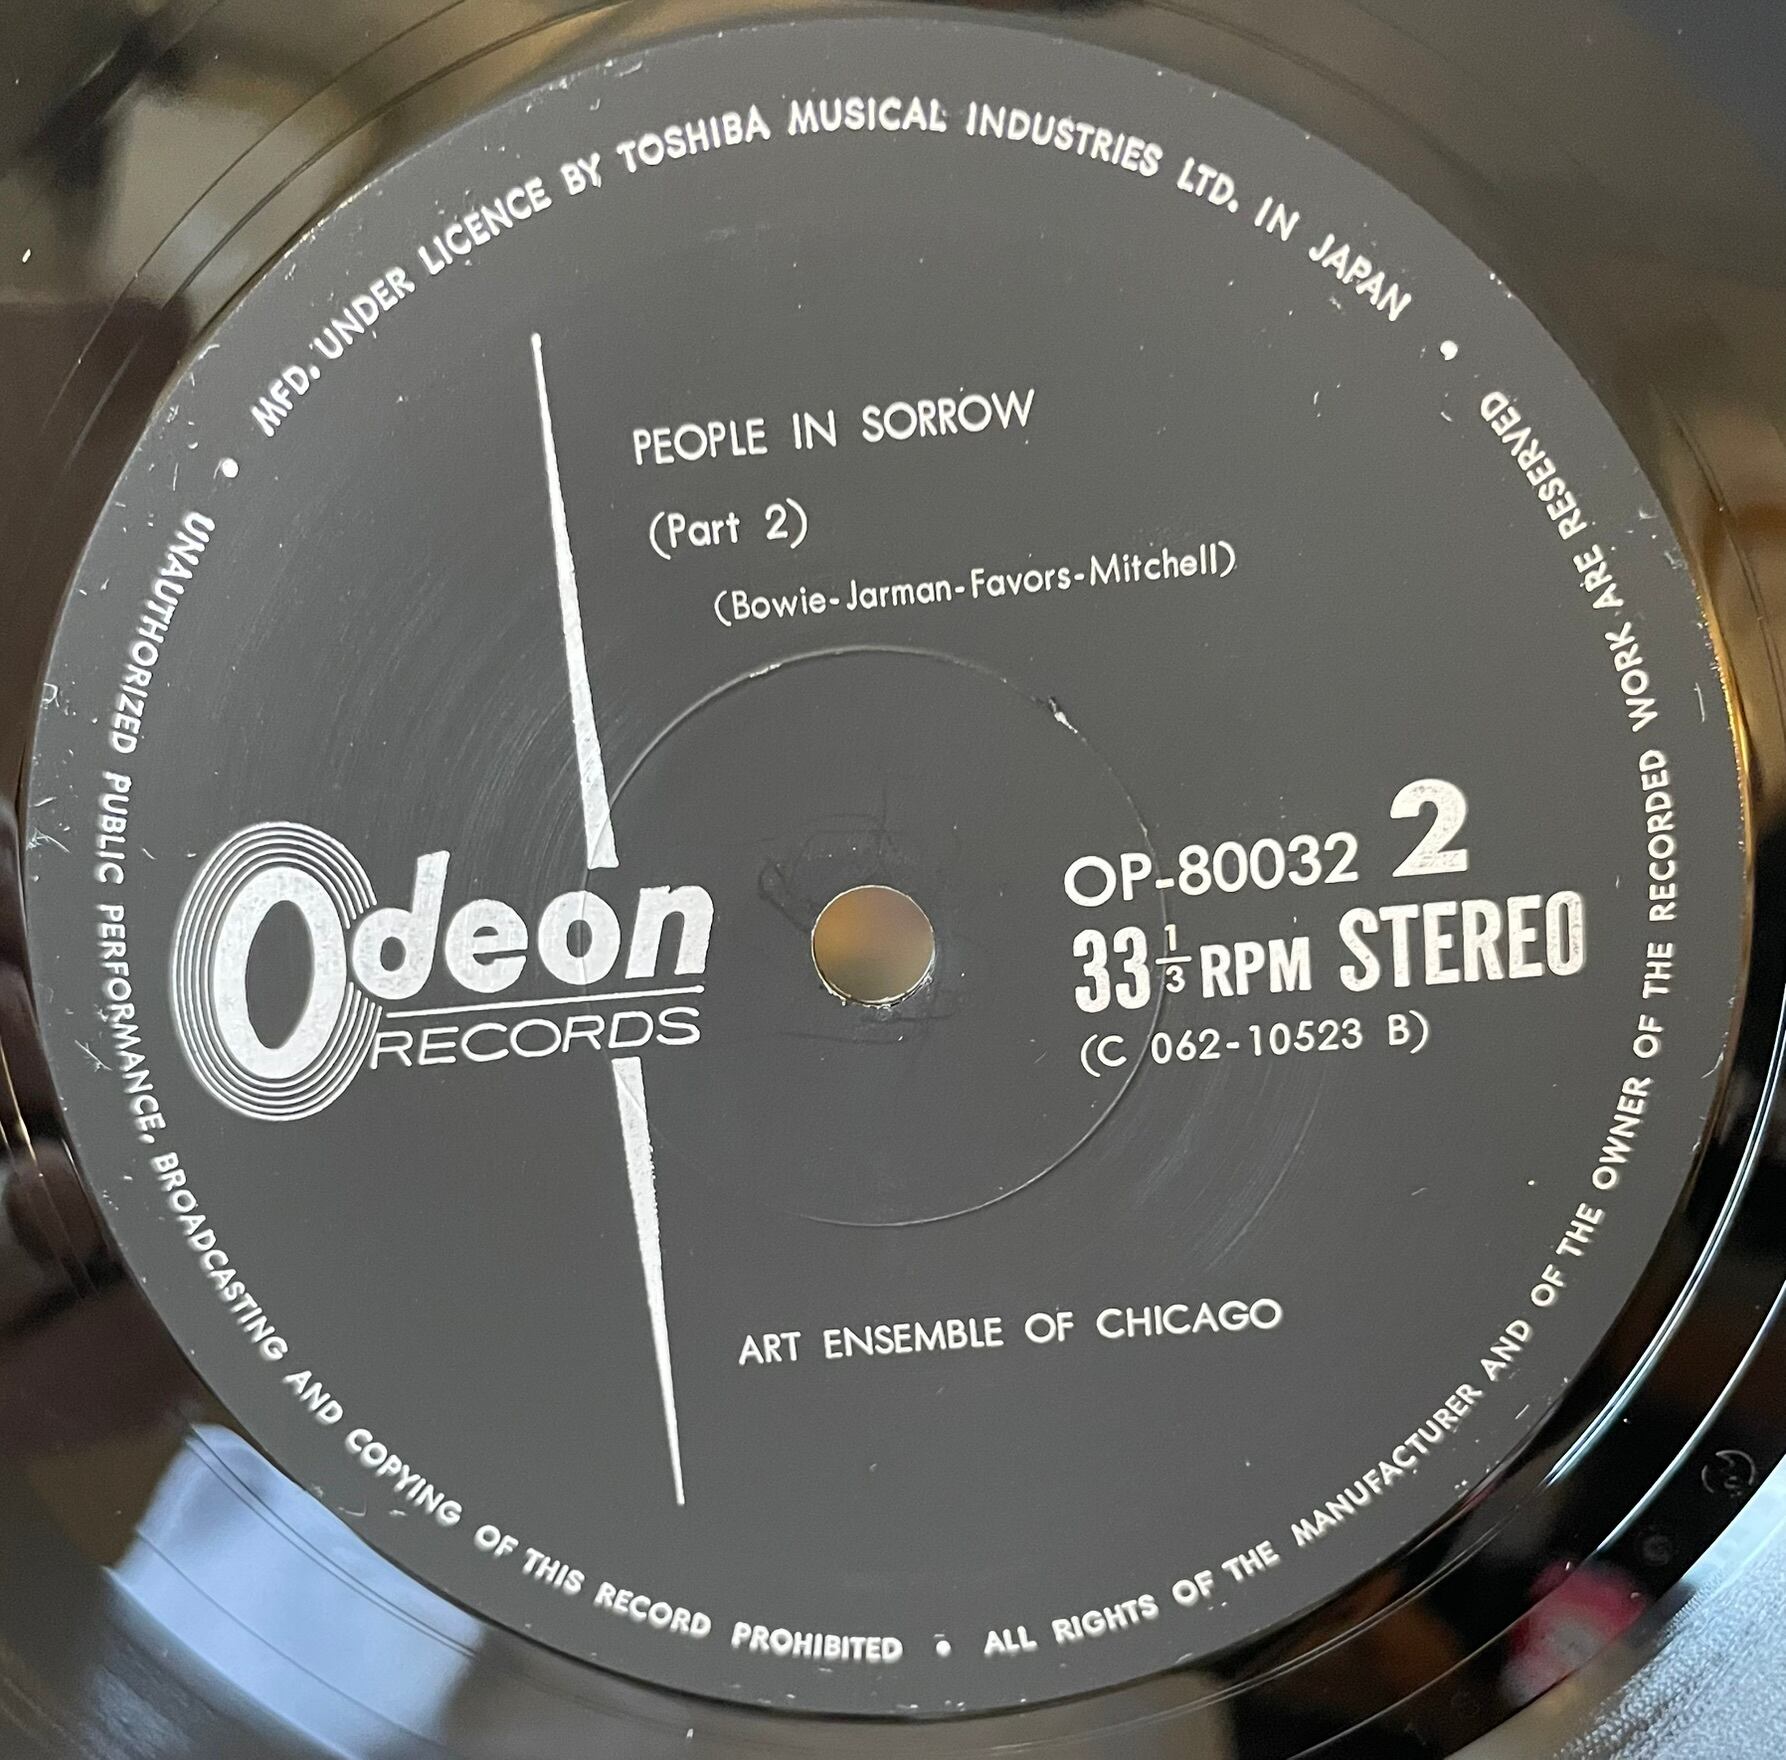 MFD. UNDER LICENCE BY TOSHIBA MUSICAL INDUSTRIES LTD. IN JAPAN •
PEOPLE IN SORROW
(Part 2)
(Bowie-Jarman-Favors-Mitchell)
Odeon
RECORDS
OP-80032 2
33 1/3 RPM STEREO
(C 062-10523 B)
ART ENSEMBLE OF CHICAGO
• UNAUTHORIZED PUBLIC PERFORMANCE, BROADCASTING AND COPYING OF THIS RECORD PROHIBITED • ALL RIGHTS OF THE MANUFACTURER AND OF THE OWNER OF THE RECORDED WORK ARE RESERVED